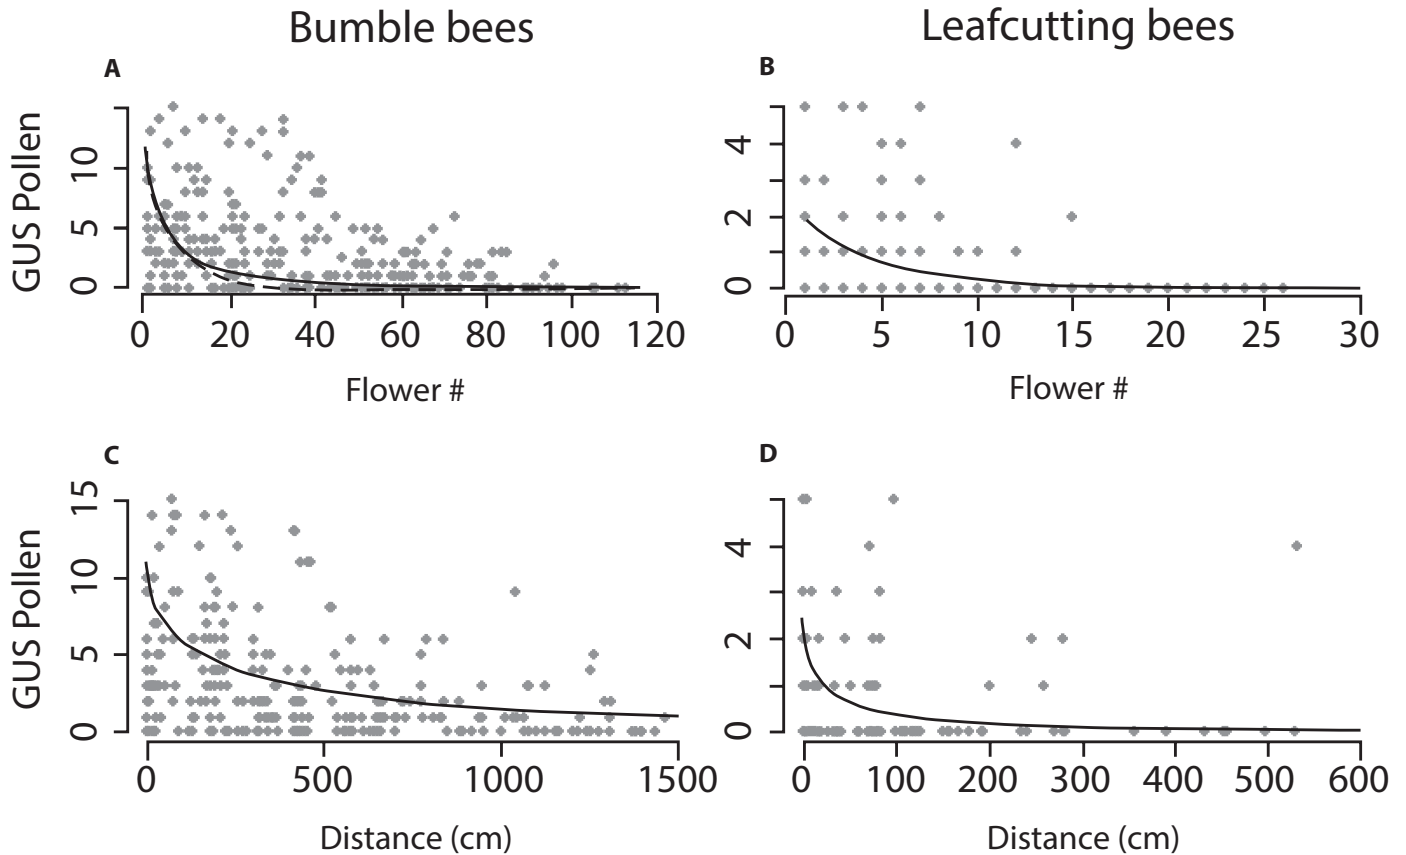 Bumble bees
Leafcutting bees
A
B
GUS Pollen
0 5 10
0 2 4
0 20 40 60 80 100 120
0 5 10 15 20 25 30
Flower #
Flower #
C
D
GUS Pollen
0 5 10 15
0 2 4
0 500 1000 1500
0 100 200 300 400 500 600
Distance (cm)
Distance (cm)